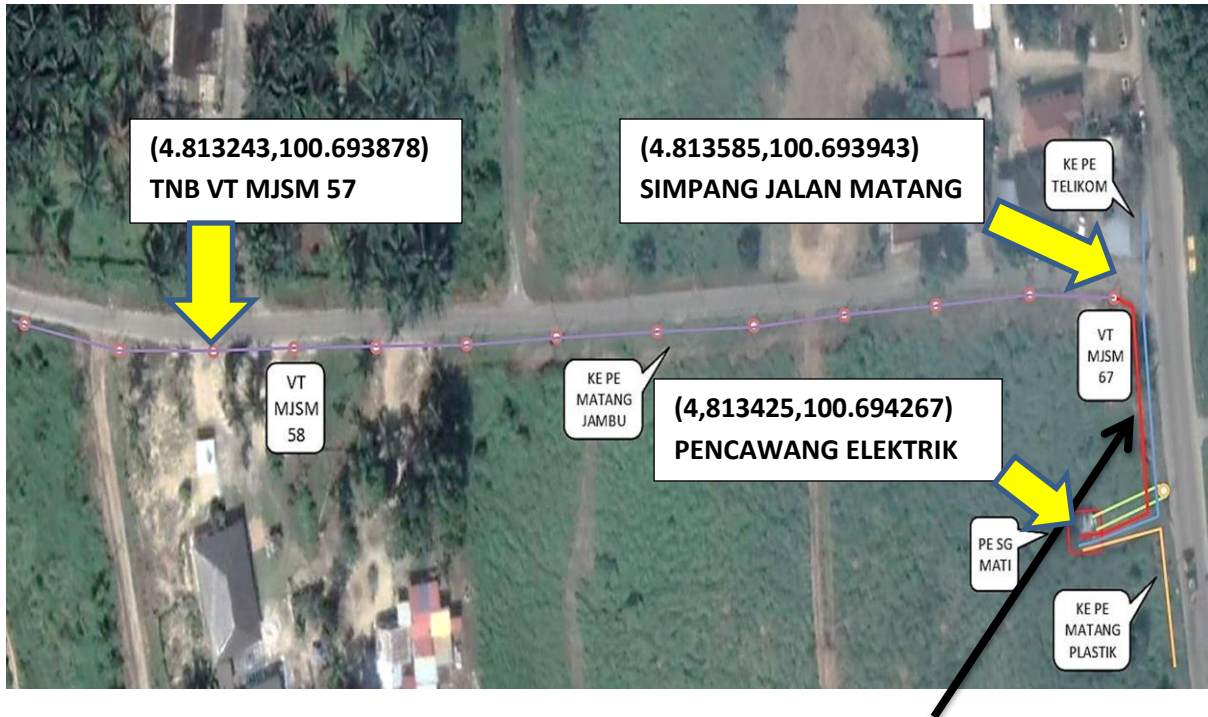 (4.813243,100.693878)
TNB VT MJSM 57
(4.813585,100.693943)
SIMPANG JALAN MATANG
KE PE
TELIKOM
VT
MJSM
58
KE PE
MATANG
JAMBU
VT
MJSM
67
(4,813425,100.694267)
PENCAWANG ELEKTRIK
PE SG
MATI
KE PE
MATANG
PLASTIK